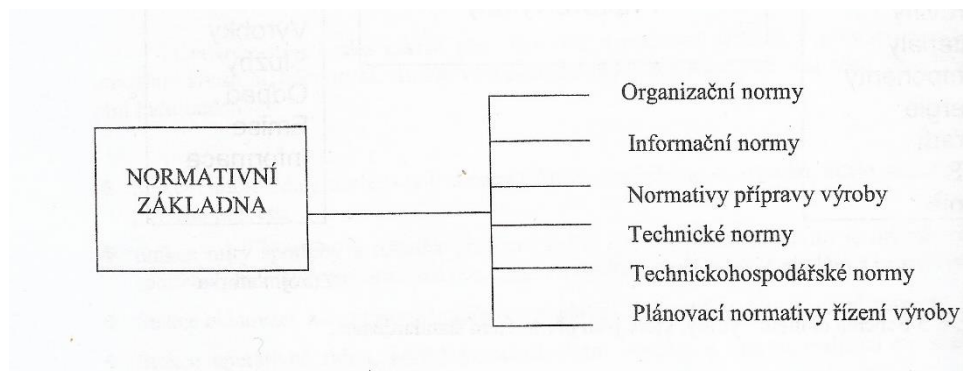 NORMATIVNÍ
ZÁKLADNA
Organizační normy
Informační normy
Normativy přípravy výroby
Technické normy
Technickohospodářské normy
Plánovací normativy řízení výroby